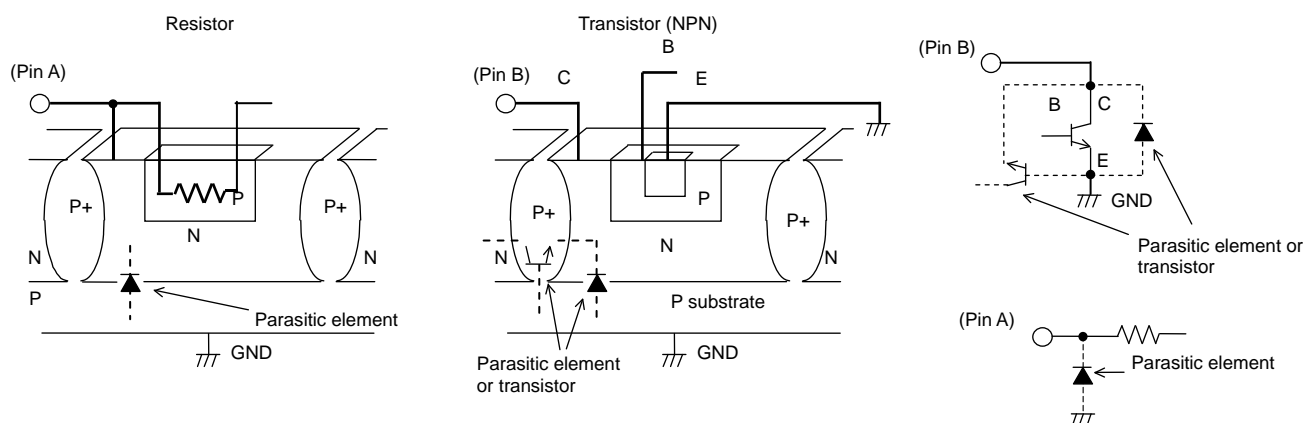 Resistor
(Pin A)
P
P+
P+
N
N
N
P
Parasitic element
GND
Transistor (NPN)
B
(Pin B)
C
E
P
P+
P+
N
N
N
P substrate
Parasitic element
or transistor
GND
(Pin B)
B
C
E
GND
Parasitic element or
transistor
(Pin A)
Parasitic element